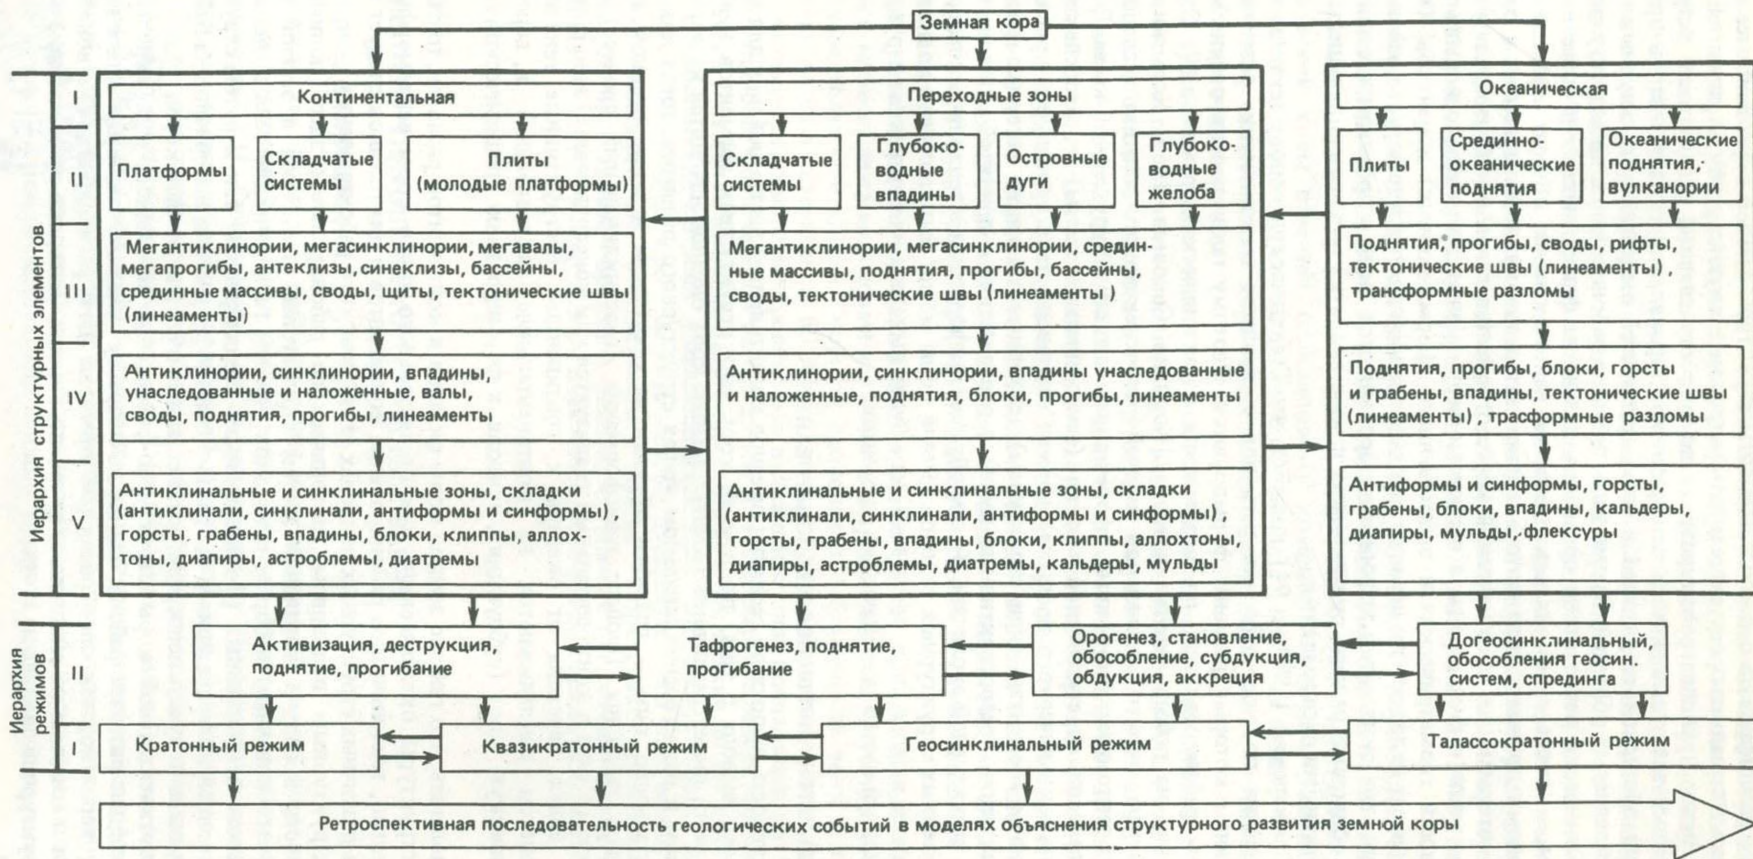 Земная кора
Иерархия структурных элементов
I
Континентальная
Переходные зоны
Океаническая
II
Платформы
Складчатые
системы
Плиты
(молодые платформы)
Складчатые
системы
Глубоко-
водные
впадины
Островные
дуги
Глубоко-
водные
желоба
Плиты
Срединно-
океанические
поднятия
Океанические
поднятия,
вулканории
III
Мегантиклинории, мегасинклинории, мегавалы,
мегапрогибы, антеклизы, синеклизы, бассейны,
срединные массивы, своды, щиты, тектонические швы
(линеаменты)
Мегантиклинории, мегасинклинории, средин-
ные массивы, поднятия, прогибы, бассейны,
своды, тектонические швы (линеаменты )
Поднятия, прогибы, своды, рифты,
тектонические швы (линеаменты) ,
трансформные разломы
IV
Антиклинории, синклинории, впадины,
унаследованные и наложенные, валы,
своды, поднятия, прогибы, линеаменты
Антиклинории, синклинории, впадины унаследованные
и наложенные, поднятия, блоки, прогибы, линеаменты
Поднятия, прогибы, блоки, горсты
и грабены, впадины, тектонические швы
(линеаменты) , трасформные разломы
V
Антиклинальные и синклинальные зоны, складки
(антиклинали, синклинали, антиформы и синформы) ,
горсты. грабены, впадины, блоки, клиппы, аллох-
тоны, диапиры, астроблемы, диатремы
Антиклинальные и синклинальные зоны, складки
(антиклинали, синклинали, антиформы и синформы) ,
горсты, грабены, впадины, блоки, клиппы, аллохтоны,
диапиры, астроблемы, диатремы, кальдеры, мульды
Антиформы и синформы, горсты,
грабены, блоки, впадины, кальдеры,
диапиры, мульды, флексуры
Иерархия
режимов
II
Активизация, деструкция,
поднятие, прогибание
Тафрогенез, поднятие,
прогибание
Орогенез, становление,
обособление, субдукция,
обдукция, аккреция
Догеосинклинальный,
обособления геосин.
систем, спрединга
I
Кратонный режим
Квазикратонный режим
Геосинклинальный режим
Талассократонный режим
Ретроспективная последовательность геологических событий в моделях объяснения структурного развития земной коры